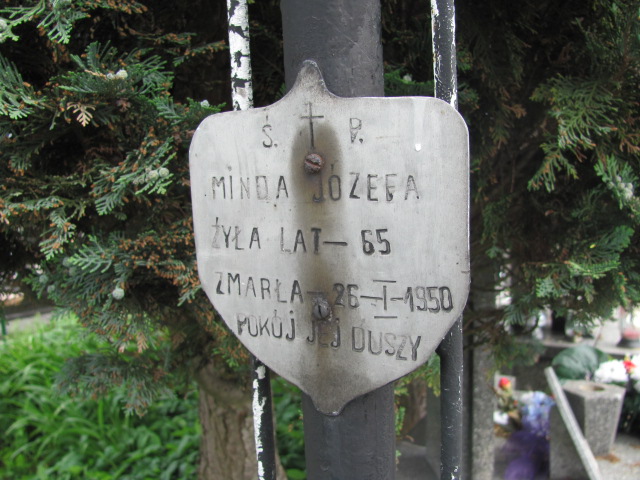 Ś. † P.
MINDA JÓZEFA
ŻYŁA LAT — 65
ZMARŁA — 26 — I — 1950
POKÓJ JEJ DUSZY